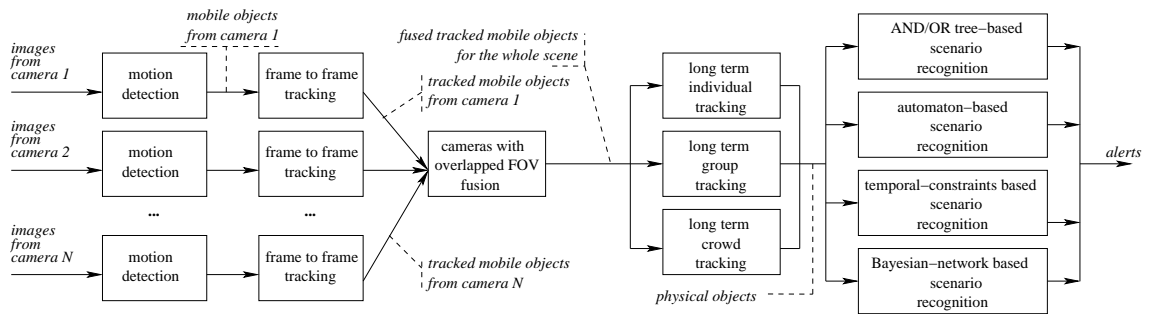 mobile objects
from camera 1
images
from
camera 1
motion
detection
frame to frame
tracking
tracked mobile objects
from camera 1
images
from
camera 2
motion
detection
frame to frame
tracking
...
...
images
from
camera N
motion
detection
frame to frame
tracking
tracked mobile objects
from camera N
cameras with
overlapped FOV
fusion
fused tracked mobile objects
for the whole scene
long term
individual
tracking
long term
group
tracking
long term
crowd
tracking
physical objects
AND/OR tree−based
scenario
recognition
automaton−based
scenario
recognition
temporal−constraints based
scenario
recognition
Bayesian−network based
scenario
recognition
alerts